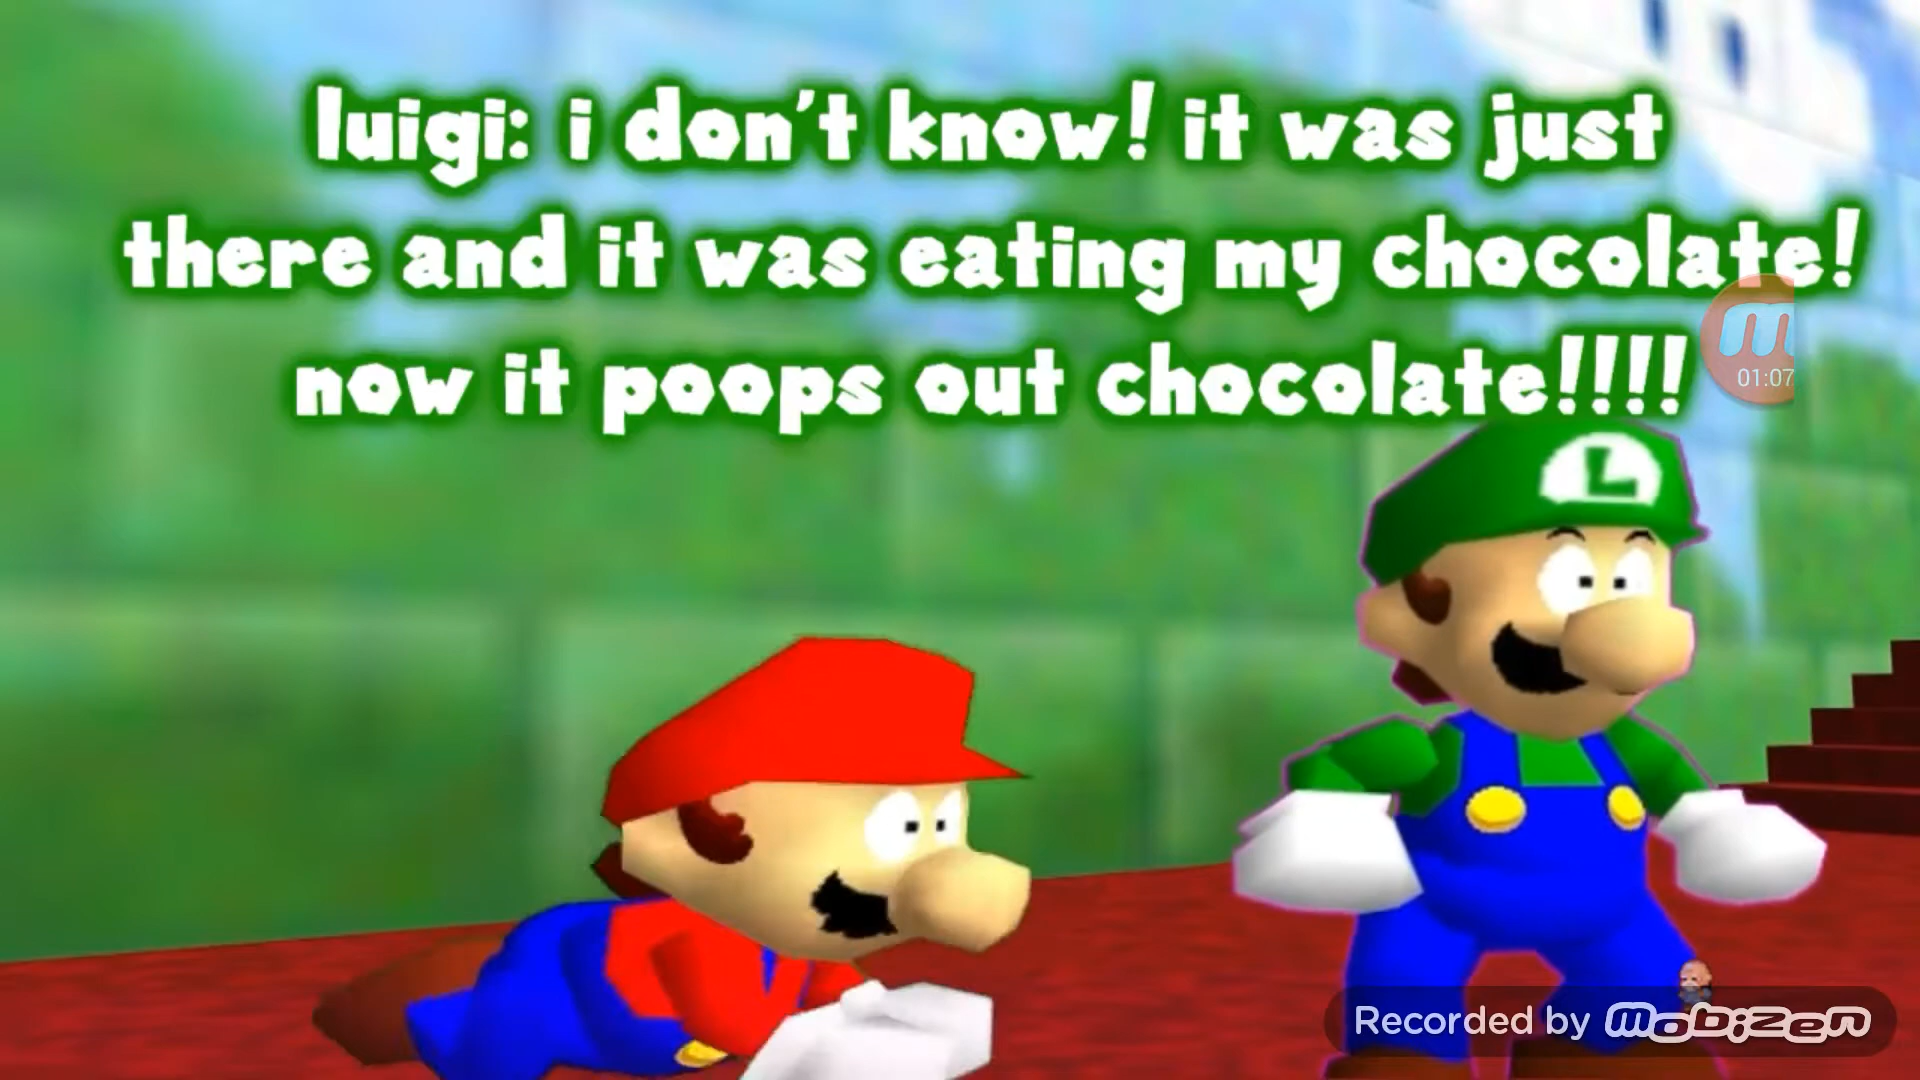 luigi: i don't know! it was just
there and it was eating my chocolate!
now it poops out chocolate!!!!
M
01:07
L
Recorded by mobizen